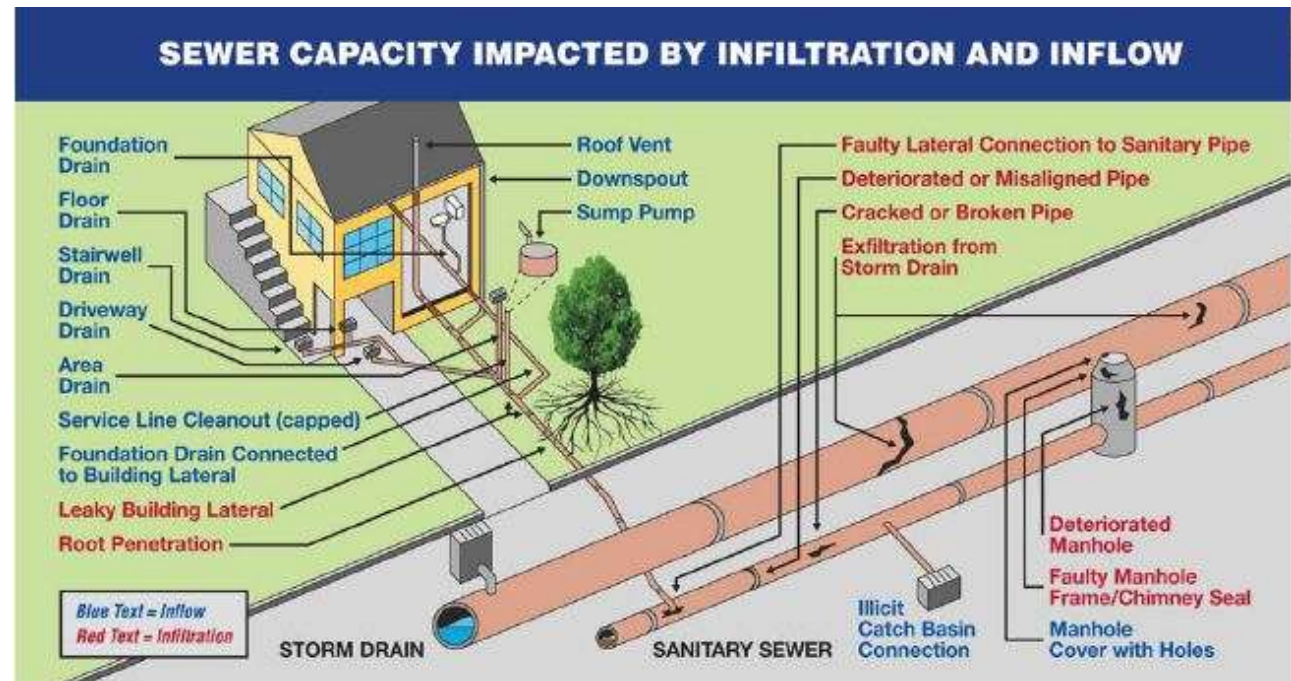 SEWER CAPACITY IMPACTED BY INFILTRATION AND INFLOW
Foundation
Drain
Floor
Drain
Stairwell
Drain
Driveway
Drain
Area
Drain
Service Line Cleanout (capped)
Foundation Drain Connected
to Building Lateral
Leaky Building Lateral
Root Penetration
Roof Vent
Downspout
Sump Pump
Faulty Lateral Connection to Sanitary Pipe
Deteriorated or Misaligned Pipe
Cracked or Broken Pipe
Exfiltration from
Storm Drain
Deteriorated
Manhole
Faulty Manhole
Frame/Chimney Seal
Manhole
Cover with Holes
Illicit
Catch Basin
Connection
Blue Text = Inflow
Red Text = Infiltration
STORM DRAIN
SANITARY SEWER